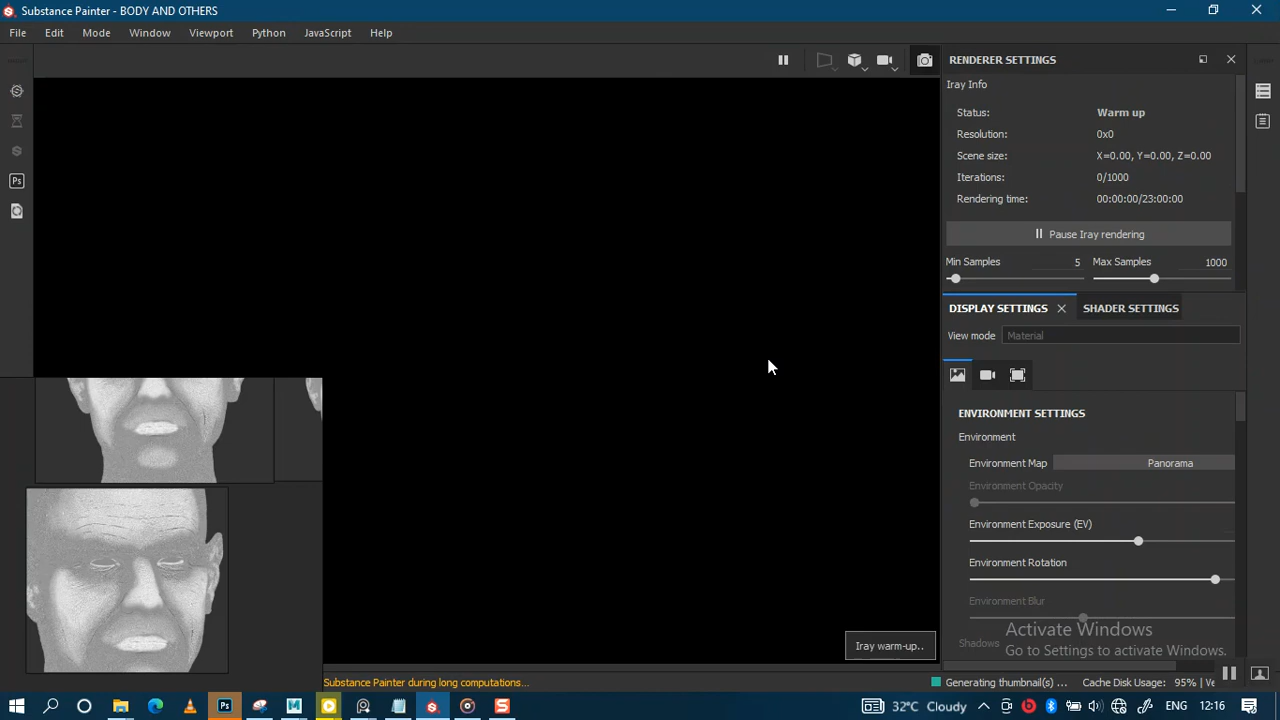 Substance Painter - BODY AND OTHERS
File Edit Mode Window Viewport Python JavaScript Help
RENDERER SETTINGS
Iray Info
Status: Warm up
Resolution: 0x0
Scene size: X=0.00, Y=0.00, Z=0.00
Iterations: 0/1000
Rendering time: 00:00:00/23:00:00
Pause Iray rendering
Min Samples 5 Max Samples 1000
DISPLAY SETTINGS SHADER SETTINGS
View mode Material
ENVIRONMENT SETTINGS
Environment
Environment Map Panorama
Environment Opacity
Environment Exposure (EV)
Environment Rotation
Environment Blur
Shadows
Activate Windows
Go to Settings to activate Windows.
Iray warm-up..
Ps
Substance Painter during long computations...
Generating thumbnail(s) ... Cache Disk Usage: 95% | Ve
Ps
M
S
32°C Cloudy
ENG
12:16